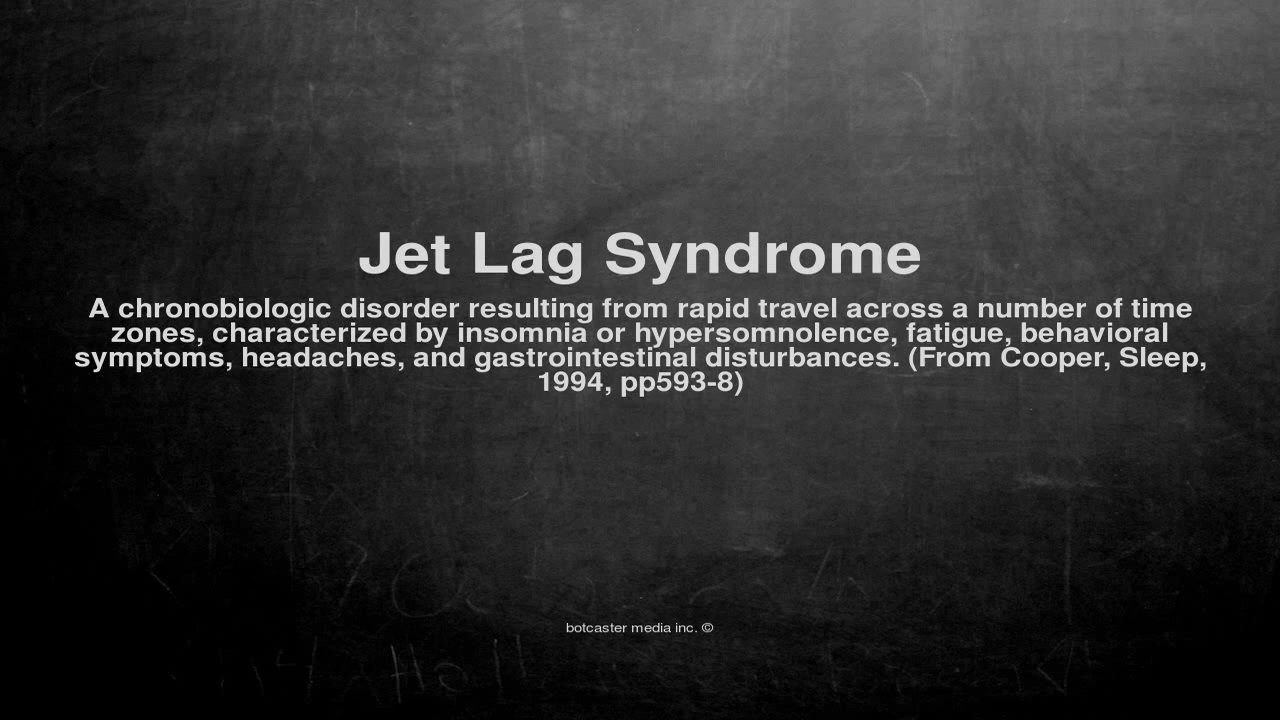 Jet Lag Syndrome
A chronobiologic disorder resulting from rapid travel across a number of time
zones, characterized by insomnia or hypersomnolence, fatigue, behavioral
symptoms, headaches, and gastrointestinal disturbances. (From Cooper, Sleep,
1994, pp593-8)
botcaster media inc. ©